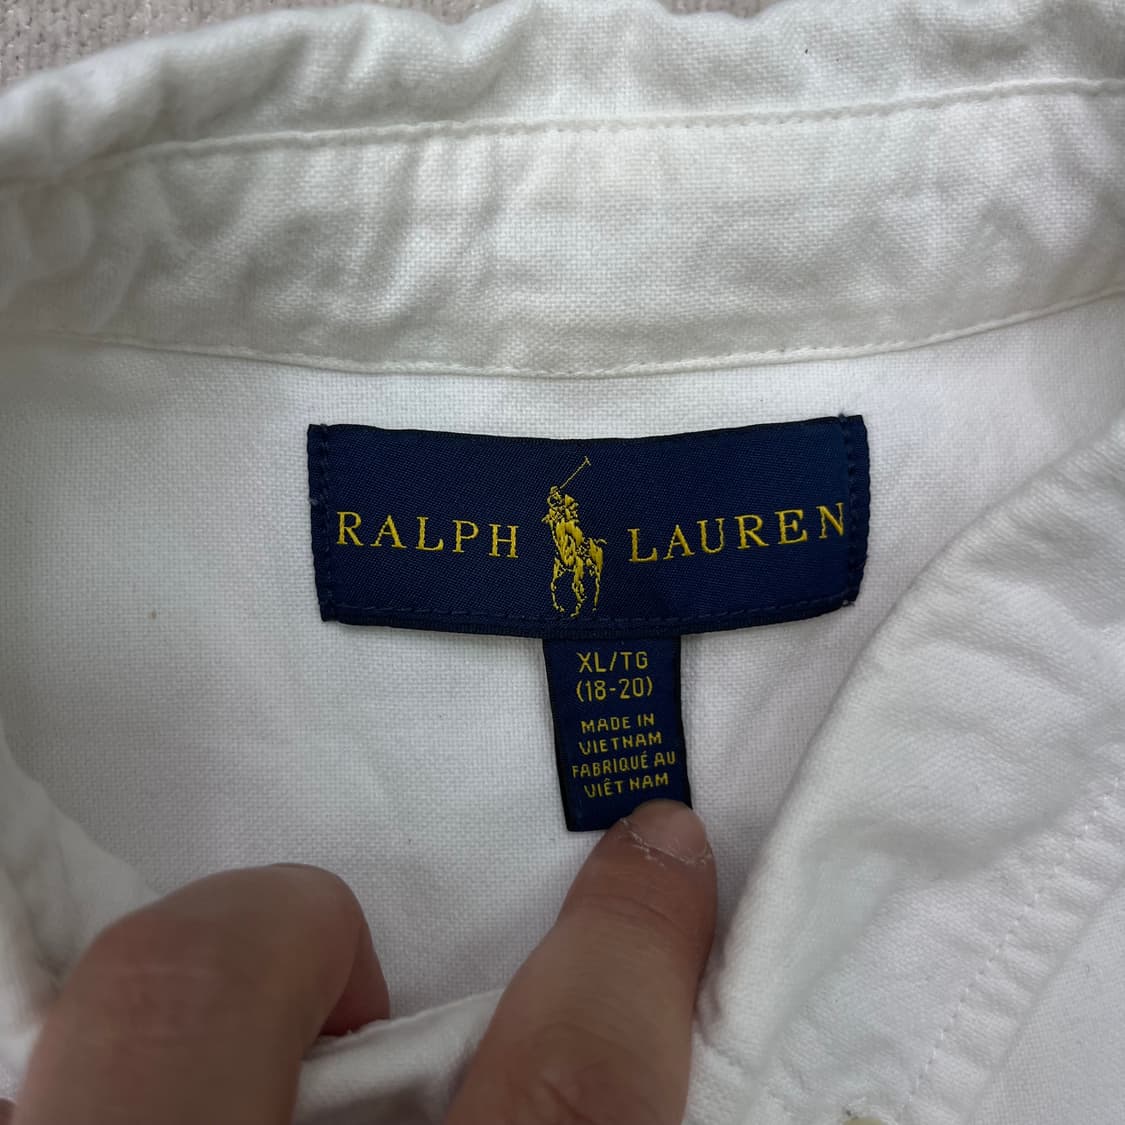 RALPH LAUREN
XL/TG
(18-20)
MADE IN
VIETNAM
FABRIQUÉ AU
VIÊT NAM